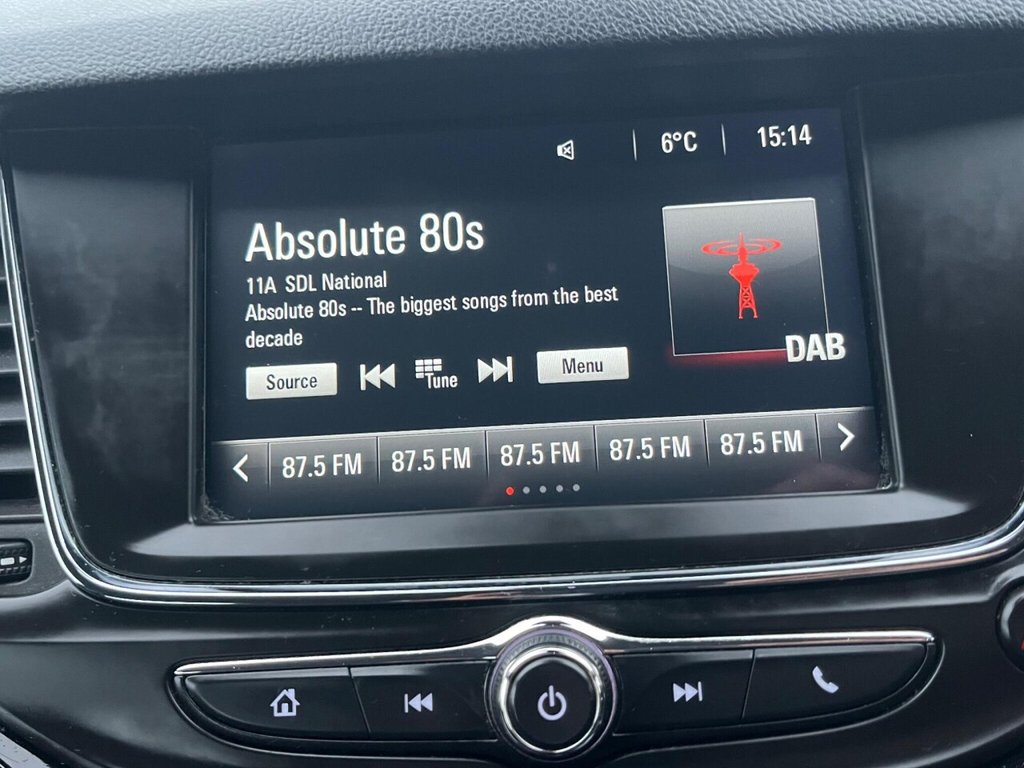 6°C 15:14
Absolute 80s
11A SDL National
Absolute 80s -- The biggest songs from the best
decade
DAB
Source Tune Menu
87.5 FM 87.5 FM 87.5 FM 87.5 FM 87.5 FM